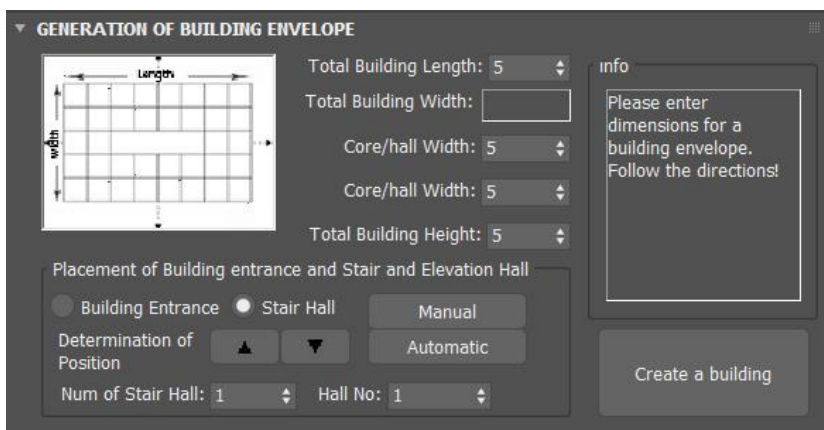 GENERATION OF BUILDING ENVELOPE
Length
width
Total Building Length: 5
Total Building Width:
Core/hall Width: 5
Core/hall Width: 5
Total Building Height: 5
info
Please enter
dimensions for a
building envelope.
Follow the directions!
Placement of Building entrance and Stair and Elevation Hall
Building Entrance Stair Hall
Manual
Determination of
Position
Automatic
Num of Stair Hall: 1 Hall No: 1
Create a building